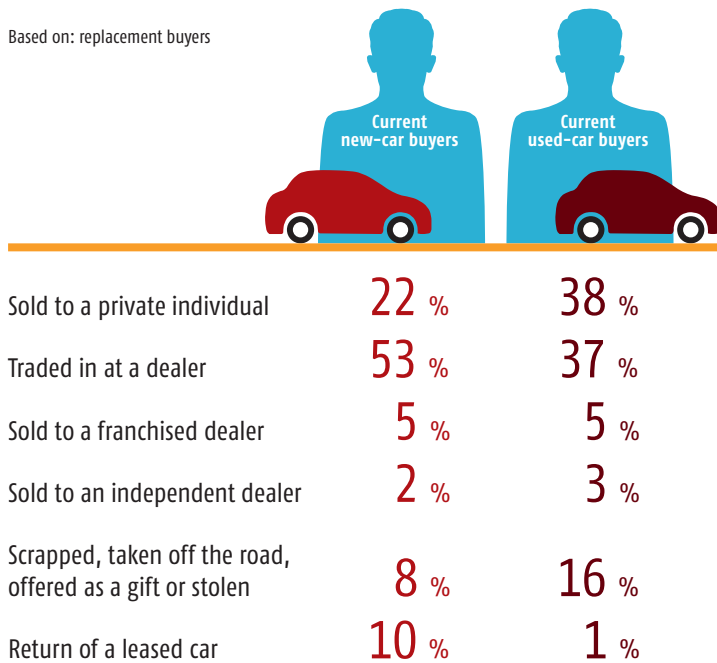 Based on: replacement buyers
Current
new-car buyers
Current
used-car buyers
Sold to a private individual 22 % 38 %
Traded in at a dealer 53 % 37 %
Sold to a franchised dealer 5 % 5 %
Sold to an independent dealer 2 % 3 %
Scrapped, taken off the road,
offered as a gift or stolen 8 % 16 %
Return of a leased car 10 % 1 %